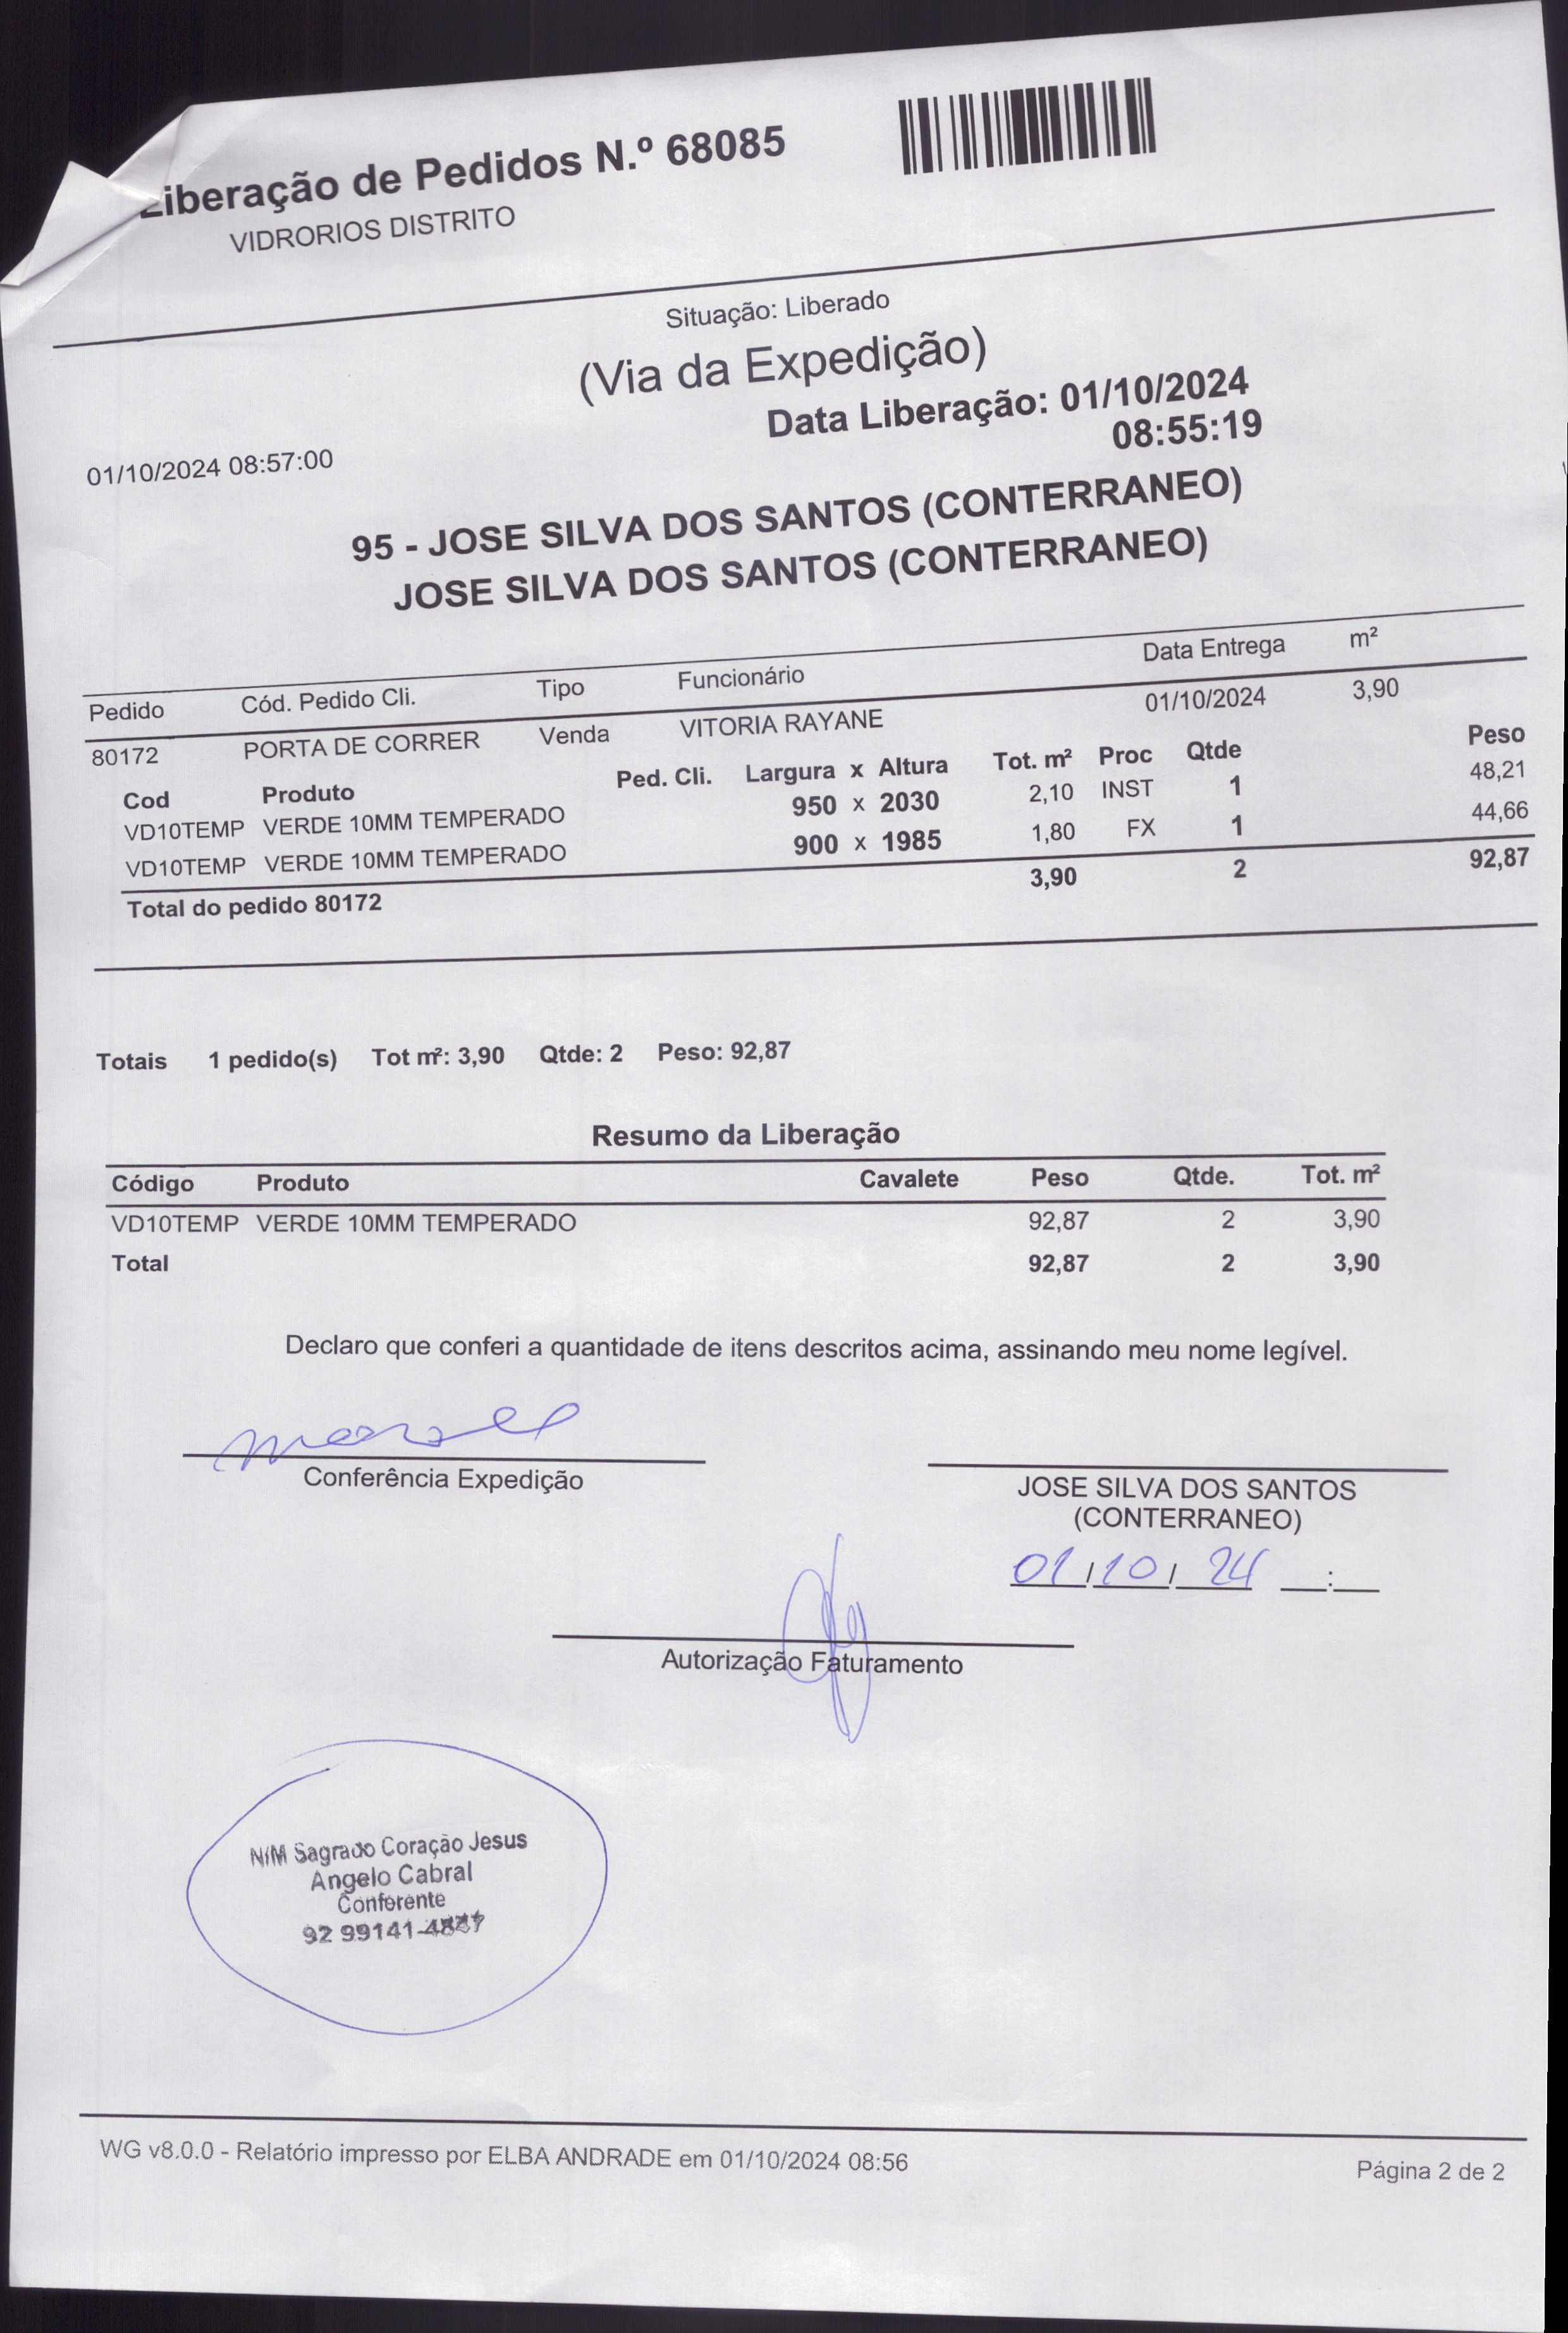 Liberação de Pedidos N.º 68085
VIDRORIOS DISTRITO
Situação: Liberado
(Via da Expedição)
Data Liberação: 01/10/2024
08:55:19
01/10/2024 08:57:00
95 - JOSE SILVA DOS SANTOS (CONTERRANEO)
JOSE SILVA DOS SANTOS (CONTERRANEO)
Pedido Cód. Pedido Cli. Tipo Funcionário Data Entrega m²
80172 PORTA DE CORRER Venda VITORIA RAYANE 01/10/2024 3,90
Cod Produto Ped. Cli. Largura x Altura Tot. m² Proc Qtde Peso
VD10TEMP VERDE 10MM TEMPERADO 950 x 2030 2,10 INST 1 48,21
VD10TEMP VERDE 10MM TEMPERADO 900 x 1985 1,80 FX 1 44,66
Total do pedido 80172 3,90 2 92,87
Totais 1 pedido(s) Tot m²: 3,90 Qtde: 2 Peso: 92,87
Resumo da Liberação
Código Produto Cavalete Peso Qtde. Tot. m²
VD10TEMP VERDE 10MM TEMPERADO 92,87 2 3,90
Total 92,87 2 3,90
Declaro que conferi a quantidade de itens descritos acima, assinando meu nome legível.
Conferência Expedição
JOSE SILVA DOS SANTOS
(CONTERRANEO)
01/10/24 __:__
Autorização Faturamento
N/M Sagrado Coração Jesus
Angelo Cabral
Conferente
92 99141-
WG v8.0.0 - Relatório impresso por ELBA ANDRADE em 01/10/2024 08:56
Página 2 de 2